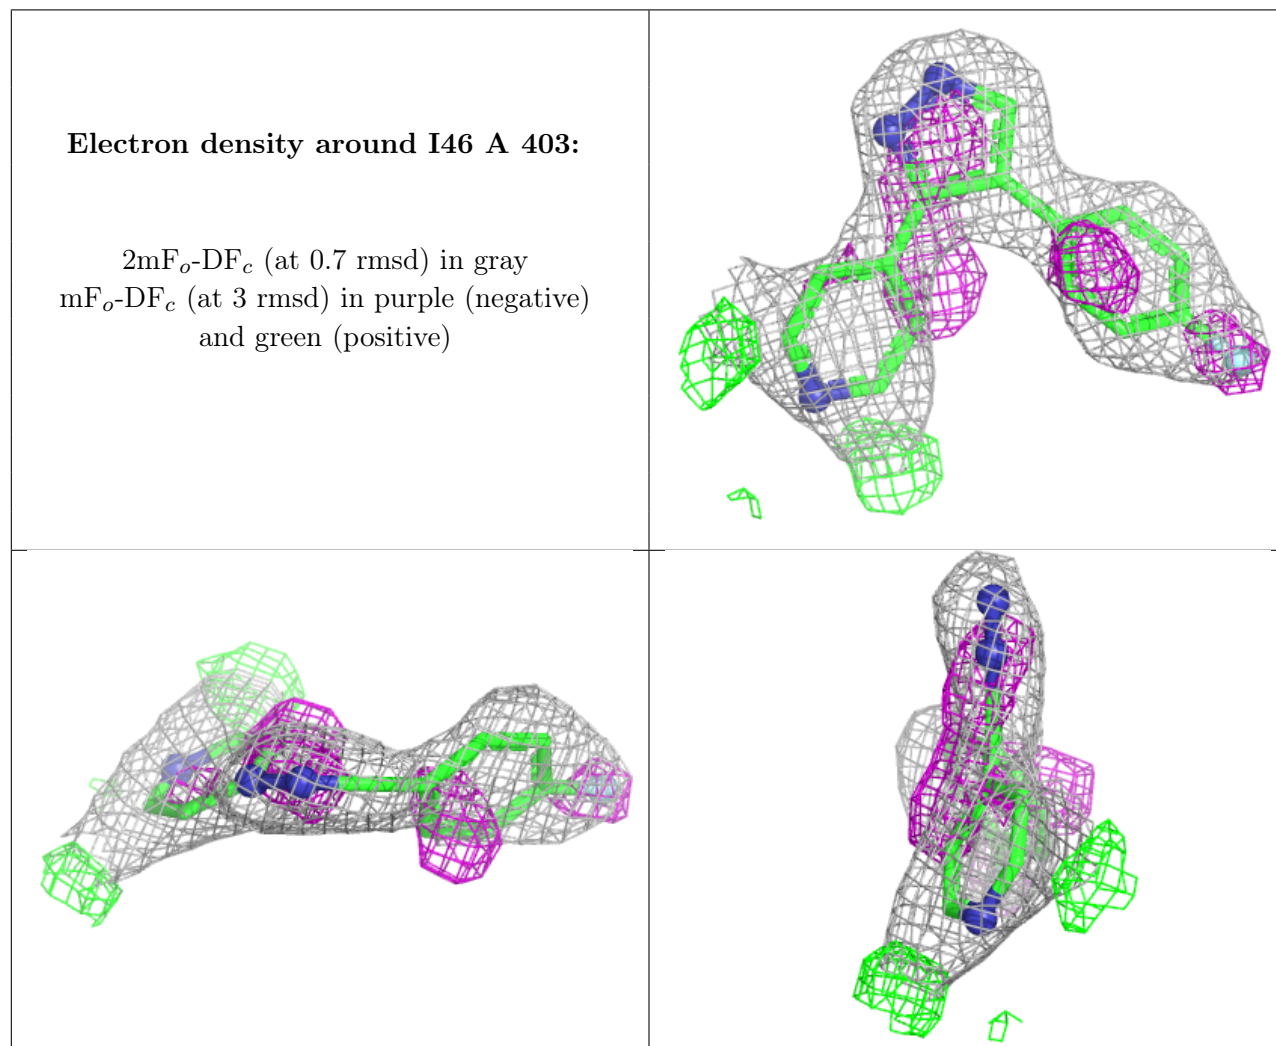 Electron density around I46 A 403:
2mFo-DFc (at 0.7 rmsd) in gray
mFo-DFc (at 3 rmsd) in purple (negative)
and green (positive)